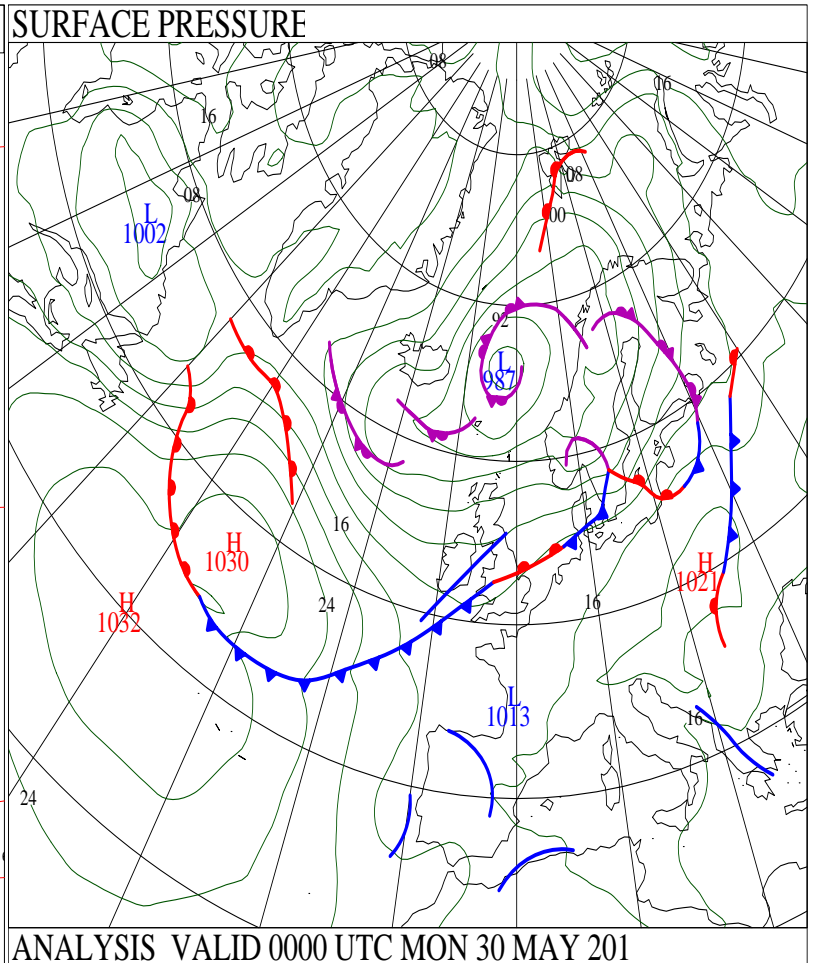 SURFACE PRESSURE
08
16
16
08
08
00
L
1002
92
L
987
16
H
1030
H
1021
24
16
H
1032
L
1013
16
24
ANALYSIS VALID 0000 UTC MON 30 MAY 201